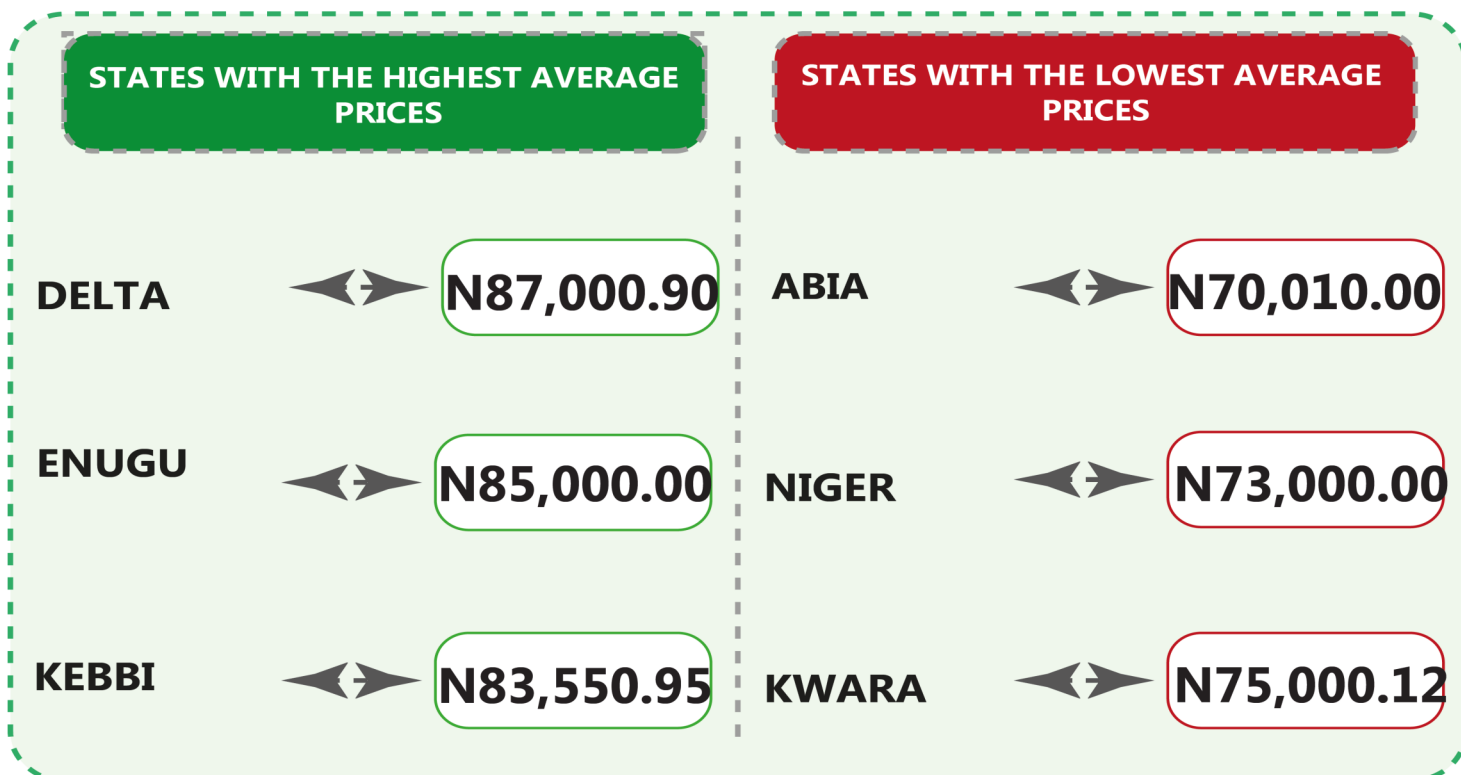 STATES WITH THE HIGHEST AVERAGE
PRICES
DELTA N87,000.90
ENUGU N85,000.00
KEBBI N83,550.95
STATES WITH THE LOWEST AVERAGE
PRICES
ABIA N70,010.00
NIGER N73,000.00
KWARA N75,000.12